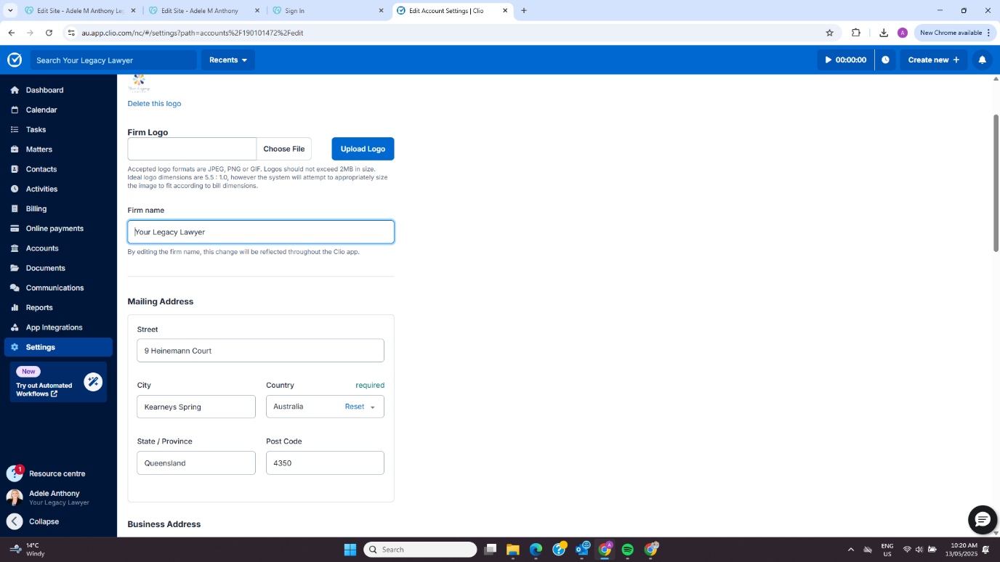 Edit Site - Adele M Anthony Le
Edit Site - Adele M Anthony
Sign In
Edit Account Settings | Clio
au.app.clio.com/nc/#/settings?path=accounts%2F190101472%2Fedit
A
New Chrome available
Search Your Legacy Lawyer
Recents
00:00:00
Create new +
Dashboard
Calendar
Tasks
Matters
Contacts
Activities
Billing
Online payments
Accounts
Documents
Communications
Reports
App Integrations
Settings
New
Try out Automated
Workflows
1
Resource centre
Adele Anthony
Your Legacy Lawyer
Collapse
Your Legacy
Delete this logo
Firm Logo
Choose File
Upload Logo
Accepted logo formats are JPEG, PNG or GIF. Logos should not exceed 2MB in size.
Ideal logo dimensions are 5.5 : 1.0, however the system will attempt to appropriately size
the image to fit according to bill dimensions.
Firm name
Your Legacy Lawyer
By editing the firm name, this change will be reflected throughout the Clio app.
Mailing Address
Street
9 Heinemann Court
City
Country required
Kearneys Spring
Australia Reset
State / Province
Post Code
Queensland
4350
Business Address
14°C
Windy
Search
ENG
US
10:20 AM
13/05/2025